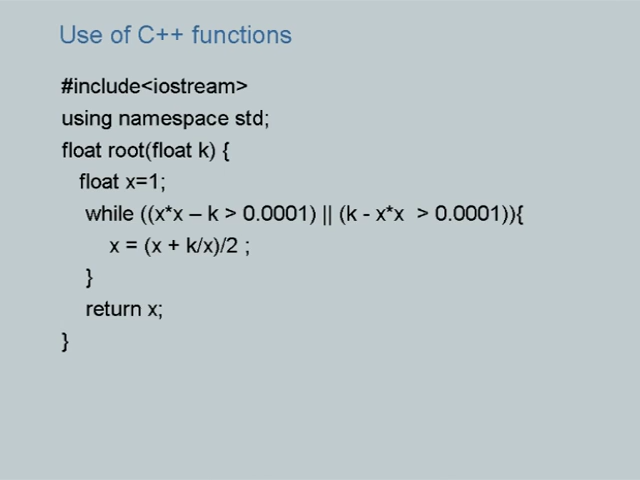 Use of C++ functions
#include<iostream>
using namespace std;
float root(float k) {
float x=1;
while ((x*x – k > 0.0001) || (k - x*x  > 0.0001)){
x = (x + k/x)/2 ;
}
return x;
}